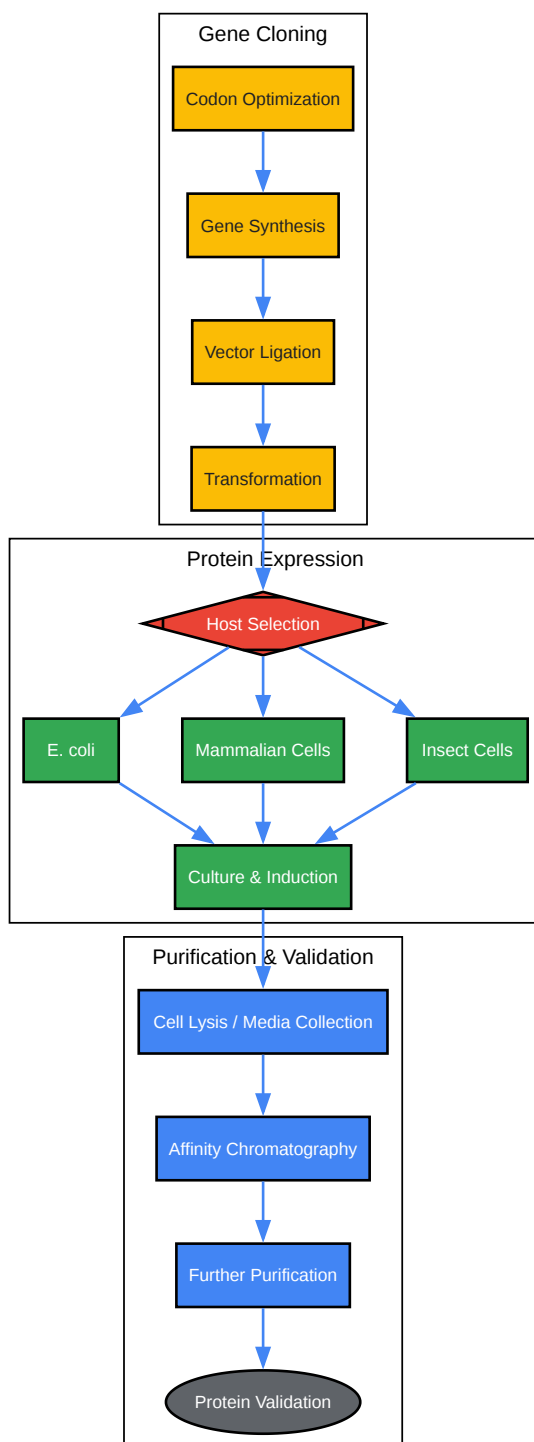 Gene Cloning
Codon Optimization
Gene Synthesis
Vector Ligation
Transformation
Protein Expression
Host Selection
E. coli
Mammalian Cells
Insect Cells
Culture & Induction
Purification & Validation
Cell Lysis / Media Collection
Affinity Chromatography
Further Purification
Protein Validation